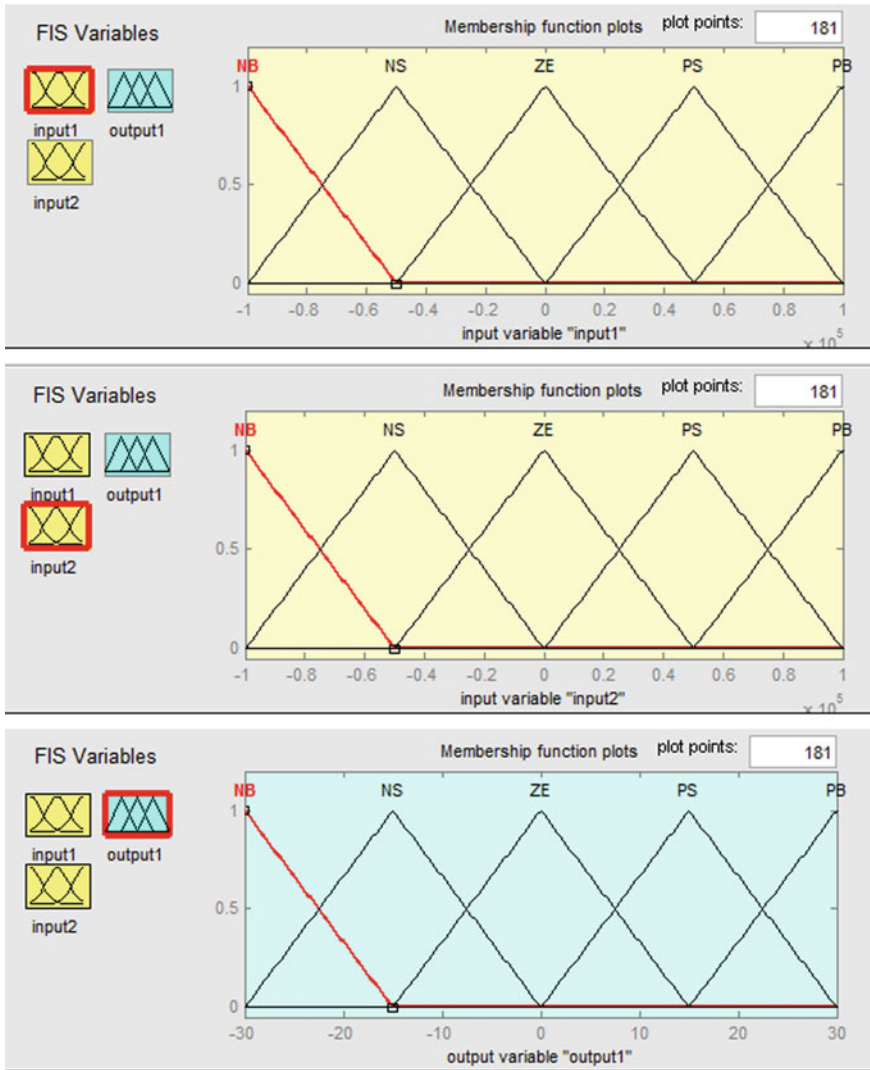 FIS Variables
Membership function plots plot points: 181
input1 output1
input2
NB NS ZE PS PB
1
0.5
0
-1 -0.8 -0.6 -0.4 -0.2 0 0.2 0.4 0.6 0.8 1
input variable "input1"
× 10^5
FIS Variables
Membership function plots plot points: 181
input1 output1
input2
NB NS ZE PS PB
1
0.5
0
-1 -0.8 -0.6 -0.4 -0.2 0 0.2 0.4 0.6 0.8 1
input variable "input2"
× 10^5
FIS Variables
Membership function plots plot points: 181
input1 output1
input2
NB NS ZE PS PB
1
0.5
0
-30 -20 -10 0 10 20 30
output variable "output1"